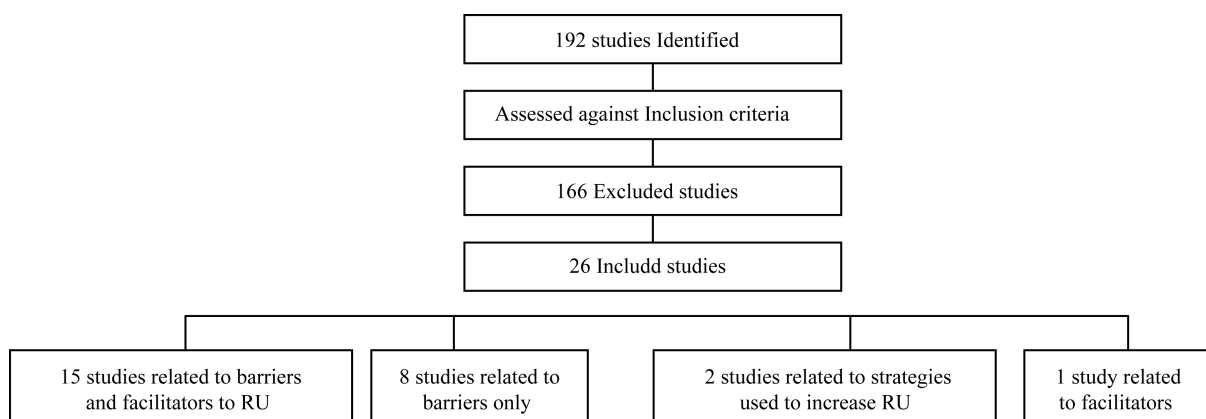 192 studies Identified
Assessed against Inclusion criteria
166 Excluded studies
26 Includd studies
15 studies related to barriers
and facilitators to RU
8 studies related to
barriers only
2 studies related to strategies
used to increase RU
1 study related
to facilitators